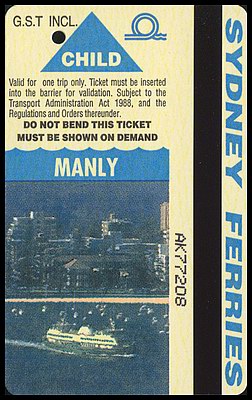 G.S.T INCL.
CHILD
Valid for one trip only. Ticket must be inserted
into the barrier for validation. Subject to the
Transport Administration Act 1988, and the
Regulations and Orders thereunder.
DO NOT BEND THIS TICKET
MUST BE SHOWN ON DEMAND
MANLY
AK77208
SYDNEY FERRIES